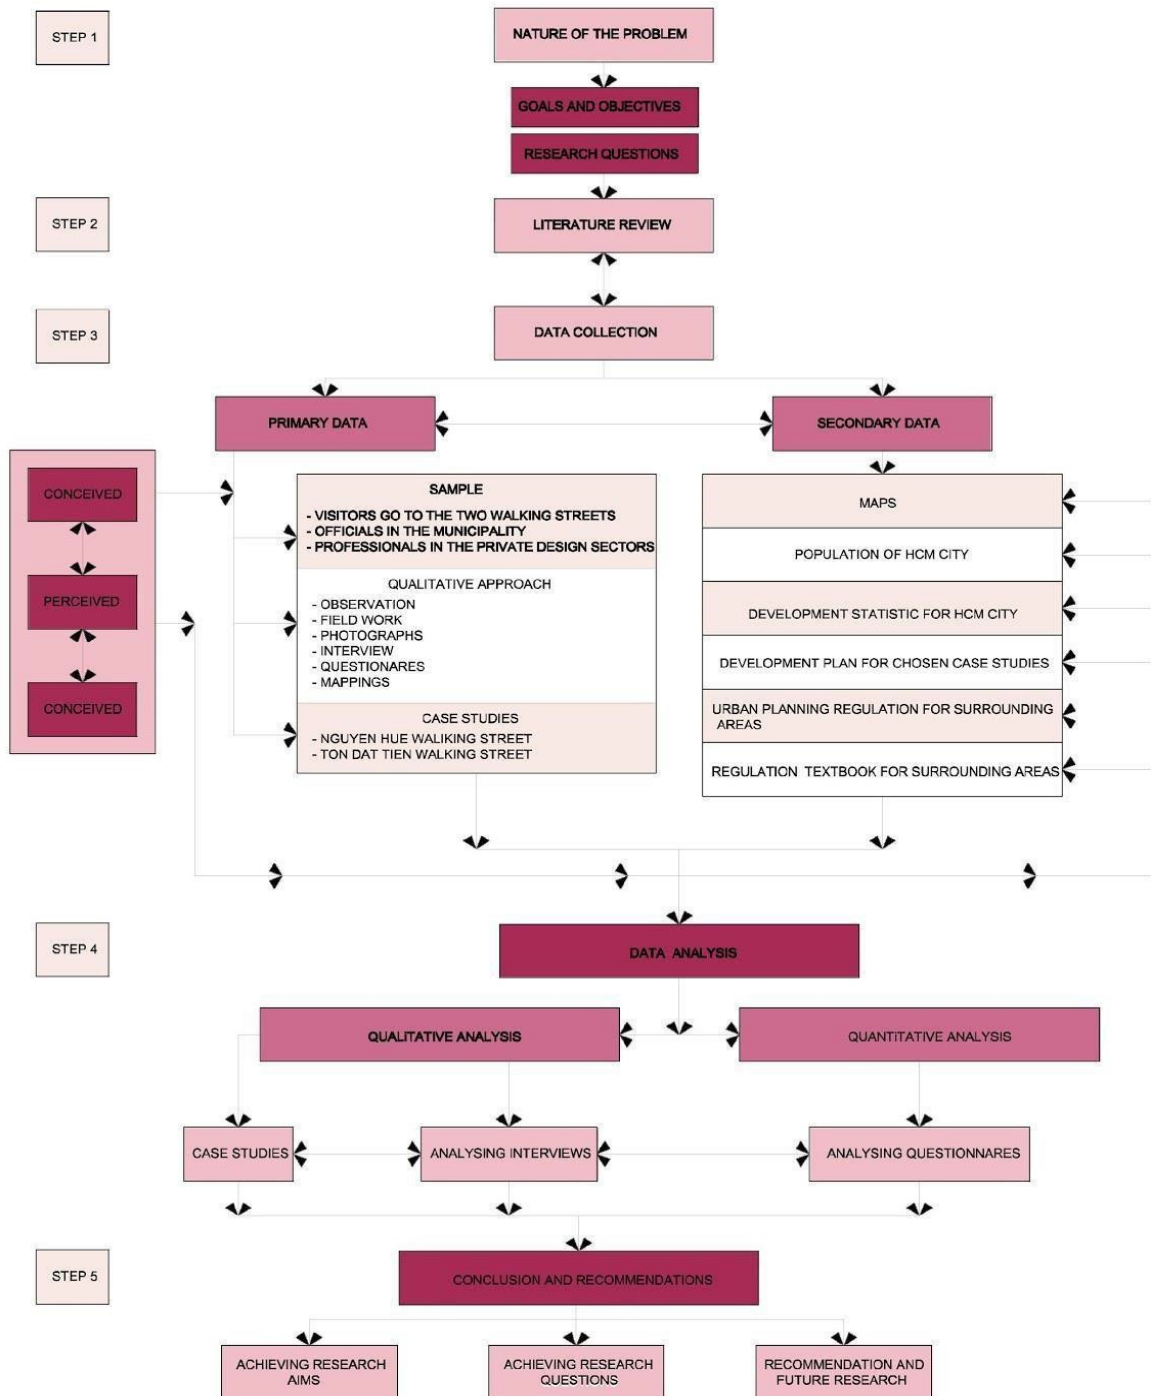 STEP 1
NATURE OF THE PROBLEM
GOALS AND OBJECTIVES
RESEARCH QUESTIONS
STEP 2
LITERATURE REVIEW
STEP 3
DATA COLLECTION
PRIMARY DATA
SECONDARY DATA
CONCEIVED
PERCEIVED
CONCEIVED
SAMPLE
- VISITORS GO TO THE TWO WALKING STREETS
- OFFICIALS IN THE MUNICIPALITY
- PROFESSIONALS IN THE PRIVATE DESIGN SECTORS
QUALITATIVE APPROACH
- OBSERVATION
- FIELD WORK
- PHOTOGRAPHS
- INTERVIEW
- QUESTIONARES
- MAPPINGS
CASE STUDIES
- NGUYEN HUE WALIKING STREET
- TON DAT TIEN WALKING STREET
MAPS
POPULATION OF HCM CITY
DEVELOPMENT STATISTIC FOR HCM CITY
DEVELOPMENT PLAN FOR CHOSEN CASE STUDIES
URBAN PLANNING REGULATION FOR SURROUNDING
AREAS
REGULATION TEXTBOOK FOR SURROUNDING AREAS
STEP 4
DATA ANALYSIS
QUALITATIVE ANALYSIS
QUANTITATIVE ANALYSIS
CASE STUDIES
ANALYSING INTERVIEWS
ANALYSING QUESTIONNARES
STEP 5
CONCLUSION AND RECOMMENDATIONS
ACHIEVING RESEARCH
AIMS
ACHIEVING RESEARCH
QUESTIONS
RECOMMENDATION AND
FUTURE RESEARCH